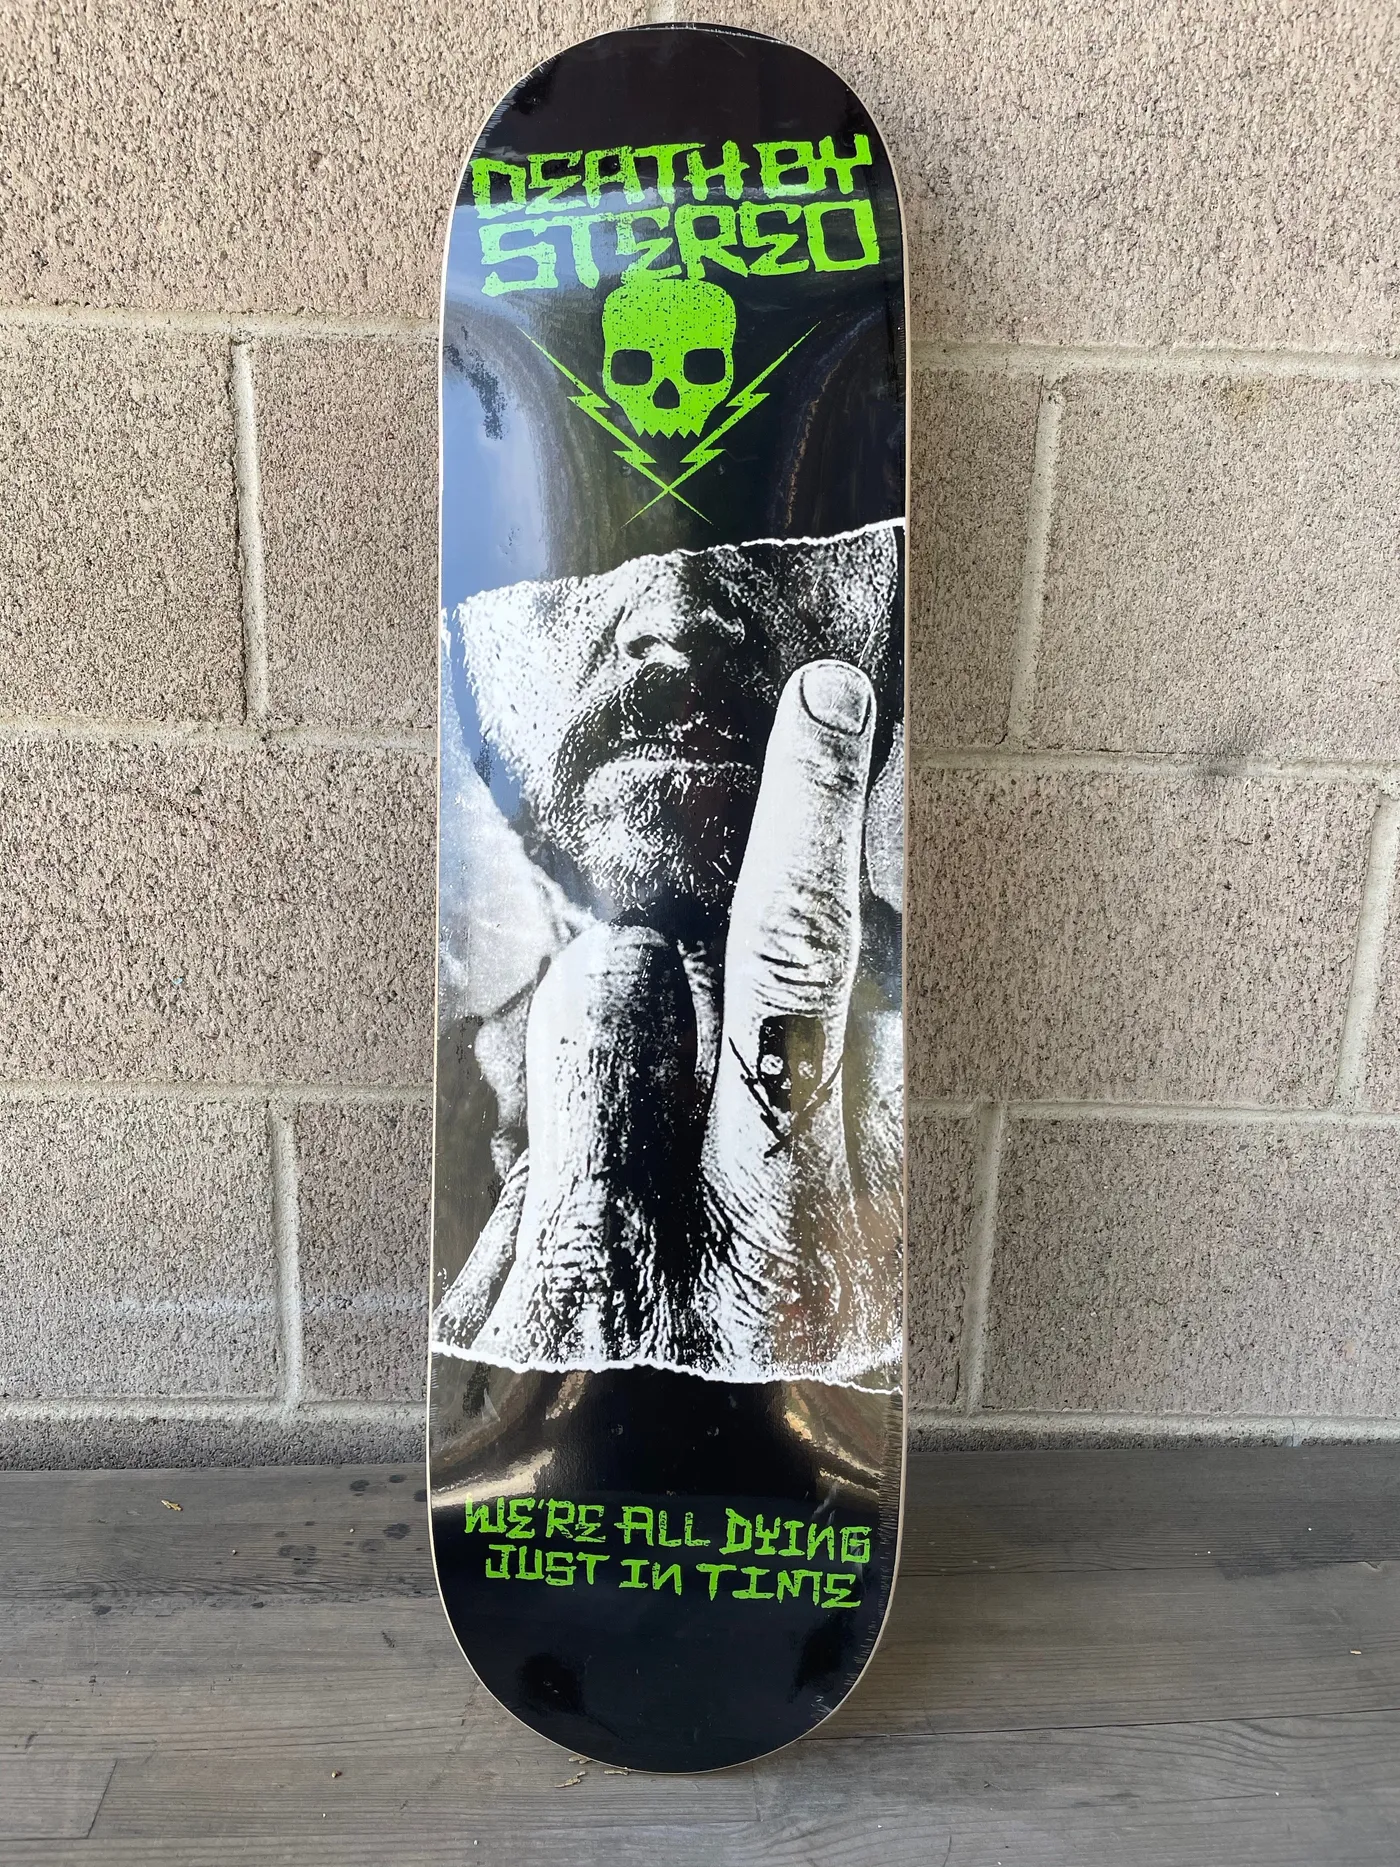 DEATH BY
STEREO
WE'RE ALL DYING
JUST IN TIME